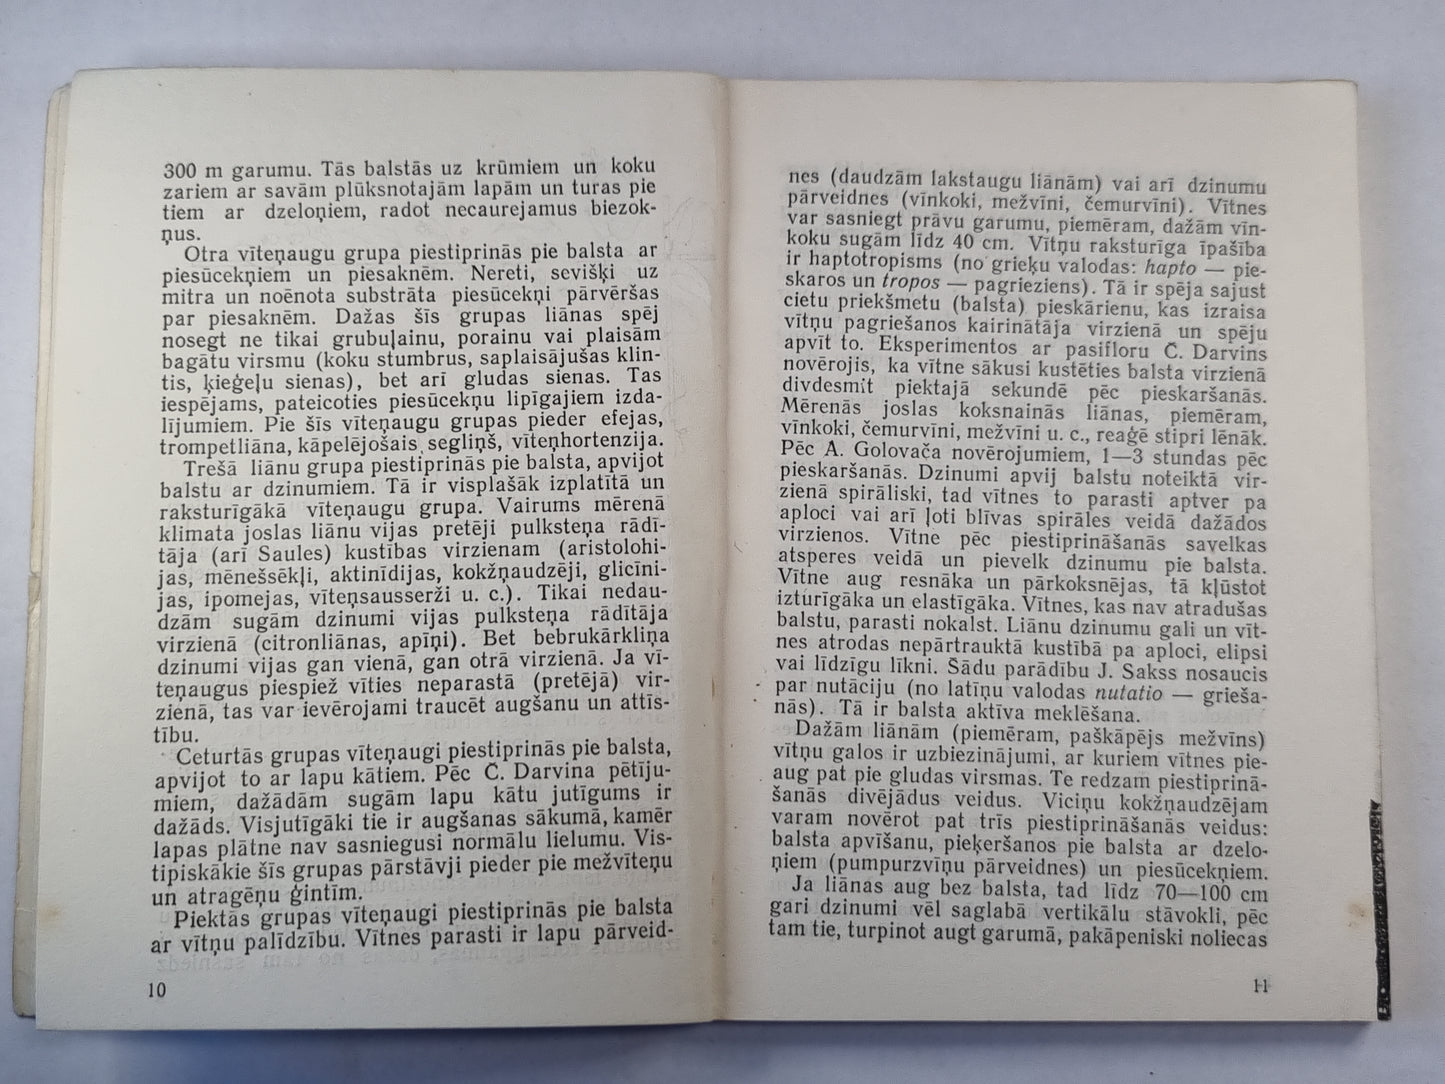 300 m garumu. Tās balstās uz krūmiem un koku
zariem ar savām plūksnotajām lapām un turas pie
tiem ar dzeloņiem, radot necaurejamus biezok-
ņus.
Otra vīteņaugu grupa piestiprinās pie balsta ar
piesūcekņiem un piesaknēm. Nereti, sevišķi uz
mitra un noēnota substrāta piesūcekņi pārvēršas
par piesaknēm. Dažas šīs grupas liānas spēj
nosegt ne tikai grubuļainu, porainu vai plaisām
bagātu virsmu (koku stumbrus, saplaisājušas klin-
tis, ķieģeļu sienas), bet arī gludas sienas. Tas
iespējams, pateicoties piesūcekņu lipīgajiem izda-
lījumiem. Pie šīs vīteņaugu grupas pieder efejas,
trompetliāna, kāpelējošais segliņš, vīteņhortenzija.
Trešā liānu grupa piestiprinās pie balsta, apvijot
balstu ar dzinumiem. Tā ir visplašāk izplatītā un
raksturīgākā vīteņaugu grupa. Vairums mērenā
klimata joslas liānu vijas pretēji pulksteņa rādī-
tāja (arī Saules) kustības virzienam (aristolohi-
jas, mēnešsēkļi, aktinīdijas, kokžņaudzēji, glicīni-
jas, ipomejas, vīteņsausserži u. c.). Tikai nedau-
dzām sugām dzinumi vijas pulksteņa rādītāja
virzienā (citronliānas, apīņi). Bet bebrukārkliņa
dzinumi vijas gan vienā, gan otrā virzienā. Ja vī-
teņaugus piespiež vīties neparastā (pretējā) vir-
zienā, tas var ievērojami traucēt augšanu un attīs-
tību.
Ceturtās grupas vīteņaugi piestiprinās pie balsta,
apvijot to ar lapu kātiem. Pēc Č. Darvina pētīju-
miem, dažādām sugām lapu kātu jutīgums ir
dažāds. Visjutīgāki tie ir augšanas sākumā, kamēr
lapas plātne nav sasniegusi normālu lielumu. Vis-
tipiskākie šīs grupas pārstāvji pieder pie mežvīteņu
un atragēņu ģintīm.
Piektās grupas vīteņaugi piestiprinās pie balsta
ar vītņu palīdzību. Vītnes parasti ir lapu pārveid-
10
nes (daudzām lakstaugu liānām) vai arī dzinumu
pārveidnes (vīnkoki, mežvīni, čemurvīni). Vītnes
var sasniegt prāvu garumu, piemēram, dažām vīn-
koku sugām līdz 40 cm. Vītņu raksturīga īpašība
ir haptotropisms (no grieķu valodas: hapto — pie-
skaros un tropos — pagrieziens). Tā ir spēja sajust
cietu priekšmetu (balsta) pieskārienu, kas izraisa
vītņu pagriešanos kairinātāja virzienā un spēju
apvīt to. Eksperimentos ar pasifloru Č. Darvins
novērojis, ka vītne sākusi kustēties balsta virzienā
divdesmit piektajā sekundē pēc pieskaršanās.
Mērenās joslas koksnainās liānas, piemēram,
vīnkoki, čemurvīni, mežvīni u. c., reaģē stipri lēnāk.
Pēc A. Golovača novērojumiem, 1—3 stundas pēc
pieskaršanās. Dzinumi apvij balstu noteiktā vir-
zienā spirāliski, tad vītnes to parasti aptver pa
aploci vai arī ļoti blīvas spirāles veidā dažādos
virzienos. Vītne pēc piestiprināšanās savelkas
atsperes veidā un pievelk dzinumu pie balsta.
Vītne aug resnāka un pārkoksnējas, tā kļūstot
izturīgāka un elastīgāka. Vītnes, kas nav atradušas
balstu, parasti nokalst. Liānu dzinumu gali un vīt-
nes atrodas nepārtrauktā kustībā pa aploci, elipsi
vai līdzīgu līkni. Šādu parādību J. Sakss nosaucis
par nutāciju (no latīņu valodas nutatio — grieša-
nās). Tā ir balsta aktīva meklēšana.
Dažām liānām (piemēram, paškāpējs mežvīns)
vītņu galos ir uzbiezinājumi, ar kuriem vītnes pie-
aug pat pie gludas virsmas. Te redzam piestiprinā-
šanās divējādus veidus. Viciņu kokžņaudzējam
varam novērot pat trīs piestiprināšanās veidus:
balsta apvīšanu, pieķeršanos pie balsta ar dzelo-
ņiem (pumpurzvīņu pārveidnes) un piesūcekņiem.
Ja liānas aug bez balsta, tad līdz 70—100 cm
gari dzinumi vēl saglabā vertikālu stāvokli, pēc
tam tie, turpinot augt garumā, pakāpeniski noliecas
11